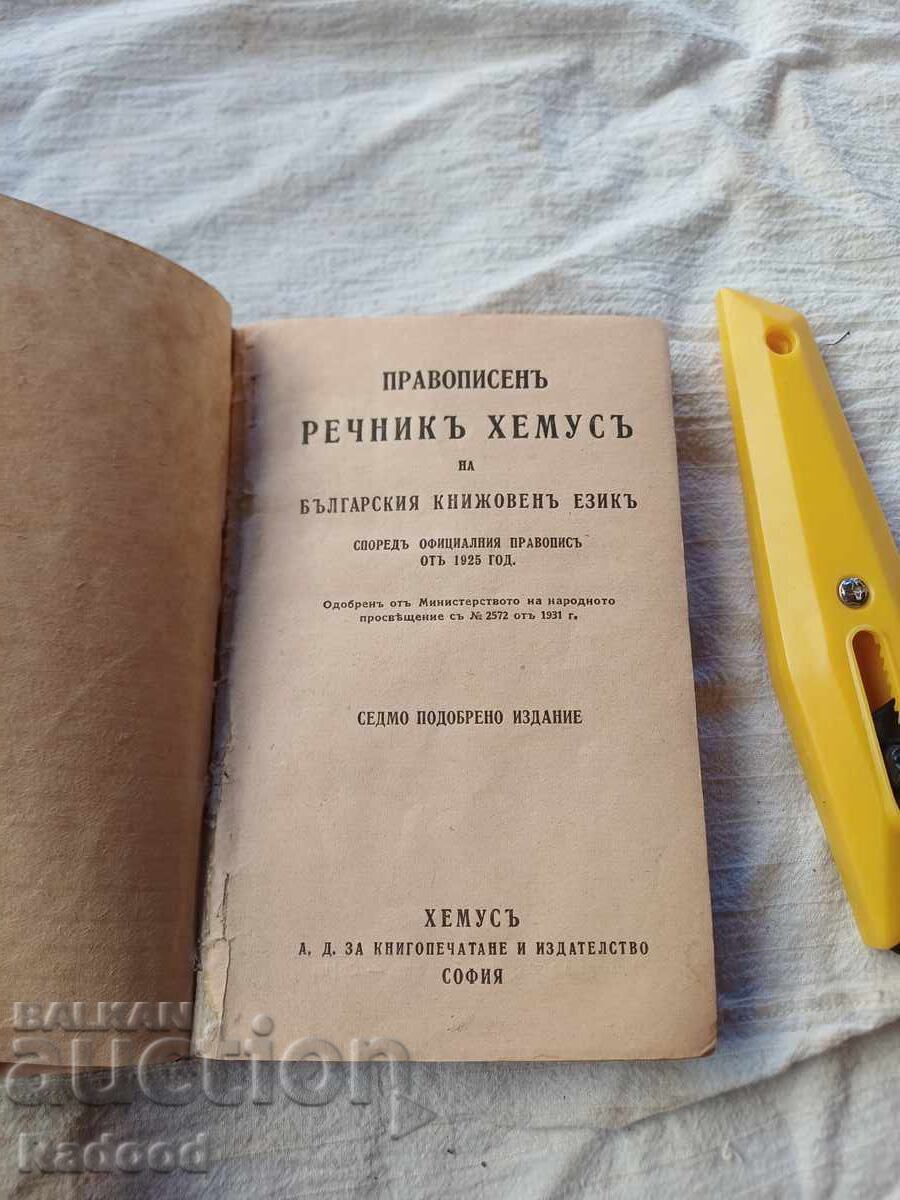 ПРАВОПИСЕНЪ
РЕЧНИКЪ ХЕМУСЪ
НА
БЪЛГАРСКИЯ КНИЖОВЕНЪ ЕЗИКЪ
СПОРЕДЪ ОФИЦИАЛНИЯ ПРАВОПИСЪ
ОТЪ 1925 ГОД.
Одобренъ отъ Министерството на народното
просвѣщение съ № 2572 отъ 1931 г.
СЕДМО ПОДОБРЕНО ИЗДАНИЕ
ХЕМУСЪ
А. Д. ЗА КНИГОПЕЧАТАНЕ И ИЗДАТЕЛСТВО
СОФИЯ
BALKAN
auction
Radood